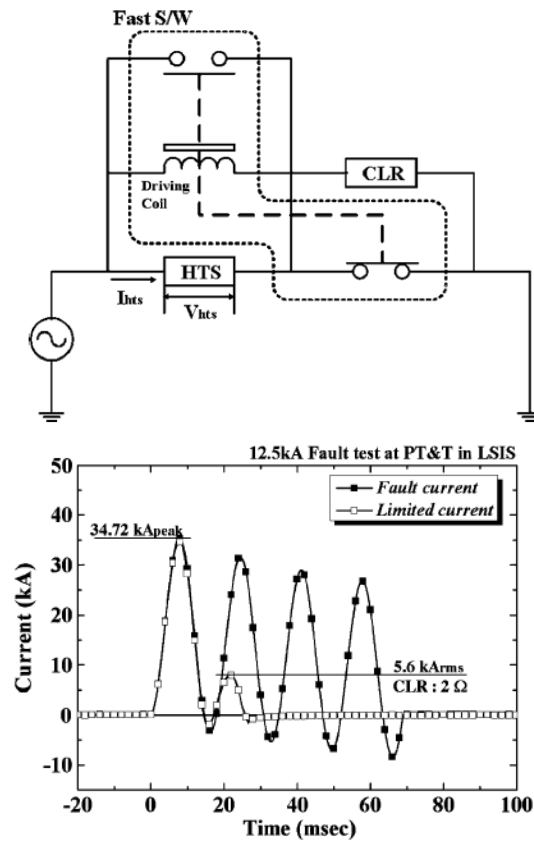 Fast S/W
Driving
Coil
CLR
HTS
Ihts
Vhts
12.5kA Fault test at PT&T in LSIS
Fault current
Limited current
34.72 kApeak
5.6 kArms
CLR : 2 Ω
Current (kA)
50
40
30
20
10
0
-10
-20 0 20 40 60 80 100
Time (msec)